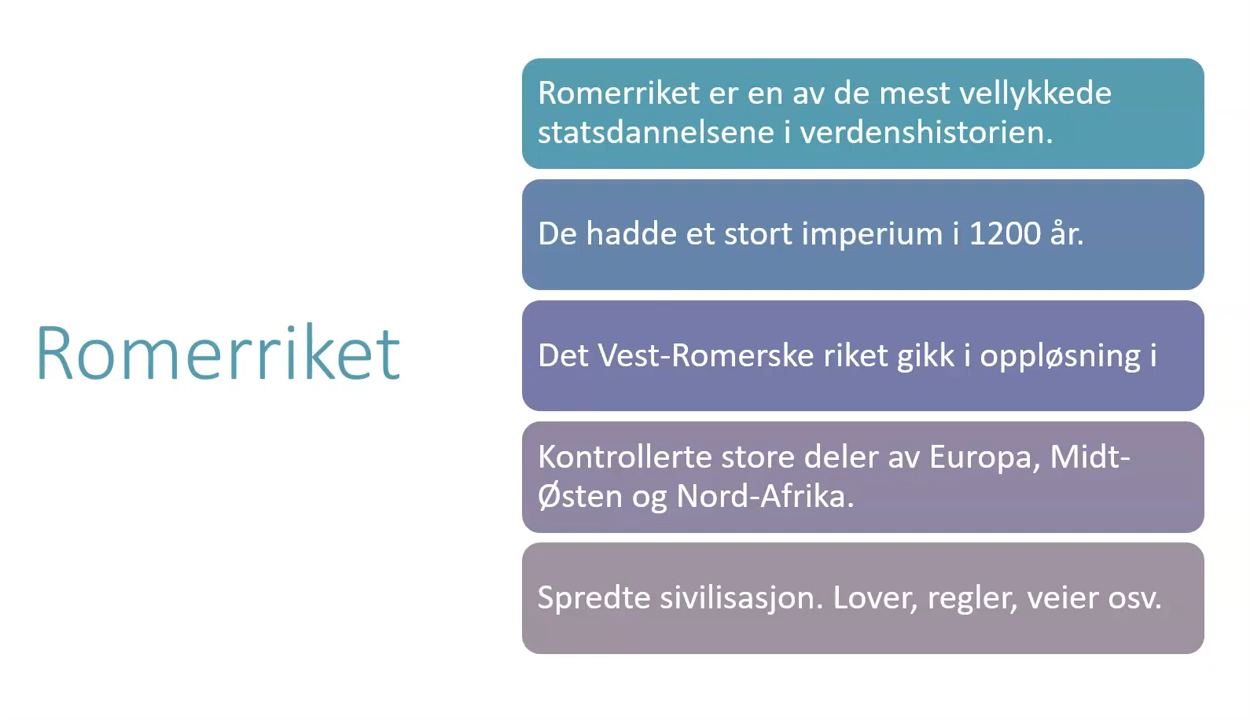 Romerriket
Romerriket er en av de mest vellykkede
statsdannelsene i verdenshistorien.
De hadde et stort imperium i 1200 år.
Det Vest-Romerske riket gikk i oppløsning i
Kontrollerte store deler av Europa, Midt-
Østen og Nord-Afrika.
Spredte sivilisasjon. Lover, regler, veier osv.